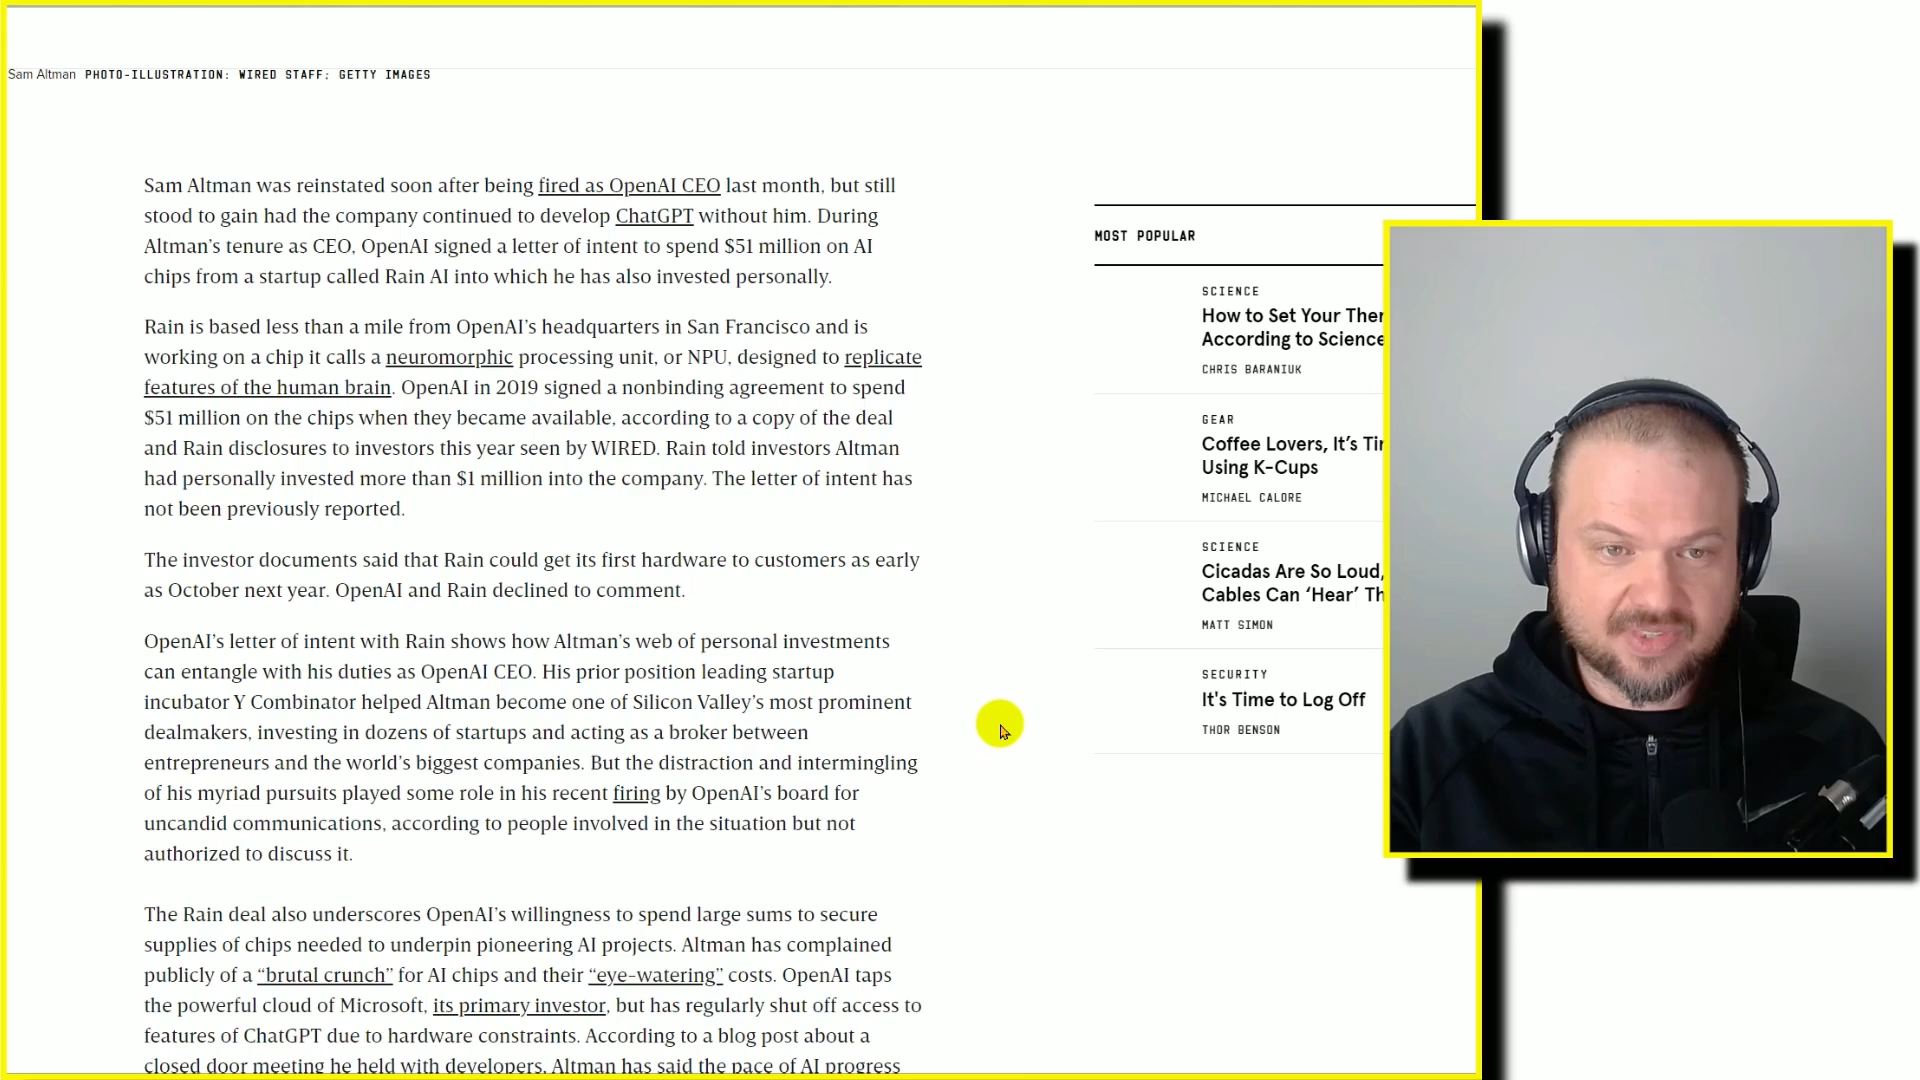 Sam Altman PHOTO-ILLUSTRATION: WIRED STAFF; GETTY IMAGES
Sam Altman was reinstated soon after being fired as OpenAI CEO last month, but still
stood to gain had the company continued to develop ChatGPT without him. During
Altman’s tenure as CEO, OpenAI signed a letter of intent to spend $51 million on AI
chips from a startup called Rain AI into which he has also invested personally.
Rain is based less than a mile from OpenAI’s headquarters in San Francisco and is
working on a chip it calls a neuromorphic processing unit, or NPU, designed to replicate
features of the human brain. OpenAI in 2019 signed a nonbinding agreement to spend
$51 million on the chips when they became available, according to a copy of the deal
and Rain disclosures to investors this year seen by WIRED. Rain told investors Altman
had personally invested more than $1 million into the company. The letter of intent has
not been previously reported.
The investor documents said that Rain could get its first hardware to customers as early
as October next year. OpenAI and Rain declined to comment.
OpenAI’s letter of intent with Rain shows how Altman’s web of personal investments
can entangle with his duties as OpenAI CEO. His prior position leading startup
incubator Y Combinator helped Altman become one of Silicon Valley’s most prominent
dealmakers, investing in dozens of startups and acting as a broker between
entrepreneurs and the world’s biggest companies. But the distraction and intermingling
of his myriad pursuits played some role in his recent firing by OpenAI’s board for
uncandid communications, according to people involved in the situation but not
authorized to discuss it.
The Rain deal also underscores OpenAI’s willingness to spend large sums to secure
supplies of chips needed to underpin pioneering AI projects. Altman has complained
publicly of a “brutal crunch” for AI chips and their “eye-watering” costs. OpenAI taps
the powerful cloud of Microsoft, its primary investor, but has regularly shut off access to
features of ChatGPT due to hardware constraints. According to a blog post about a
closed door meeting he held with developers, Altman has said the pace of AI progress
MOST POPULAR
SCIENCE
How to Set Your Ther
According to Science
CHRIS BARANIUK
GEAR
Coffee Lovers, It’s Ti
Using K-Cups
MICHAEL CALORE
SCIENCE
Cicadas Are So Loud,
Cables Can ‘Hear’ Th
MATT SIMON
SECURITY
It's Time to Log Off
THOR BENSON